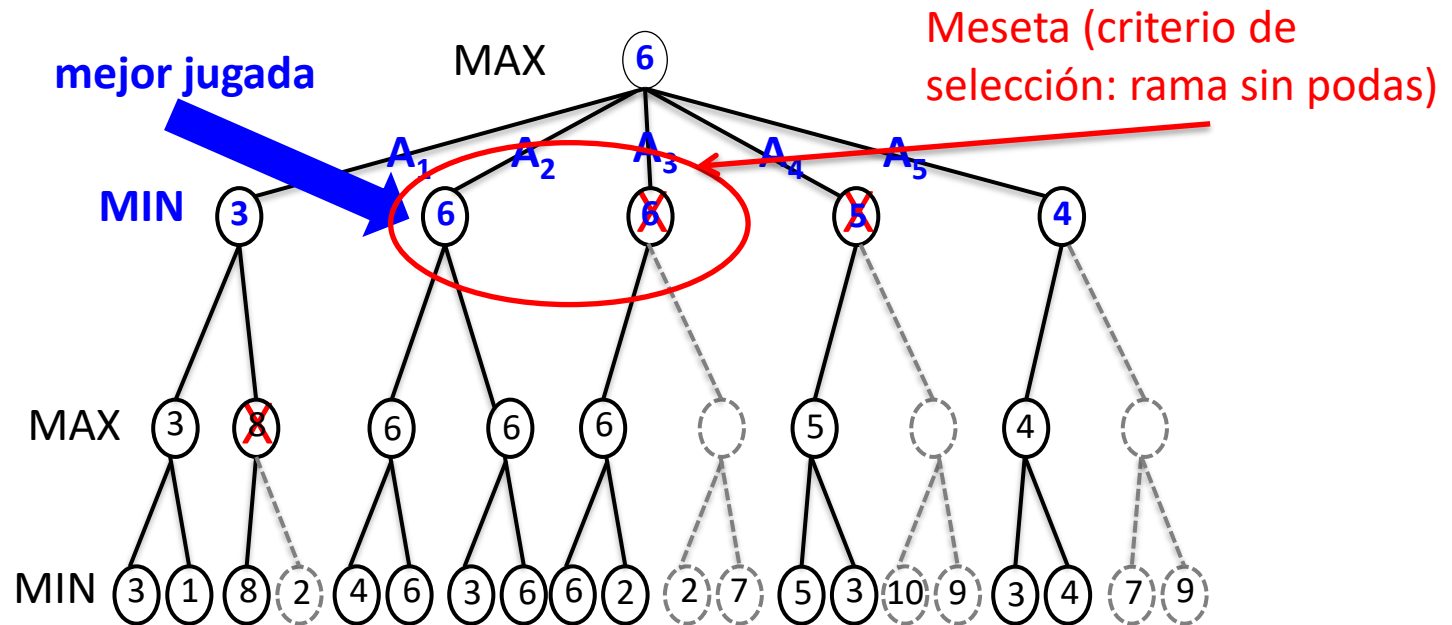 Meseta (criterio de
selección: rama sin podas)
MAX 6
mejor jugada
A1 A2 A3 A4 A5
MIN 3 6 6 5 4
MAX 3 8 6 6 6 5 4
MIN 3 1 8 2 4 6 3 6 6 2 2 7 5 3 10 9 3 4 7 9